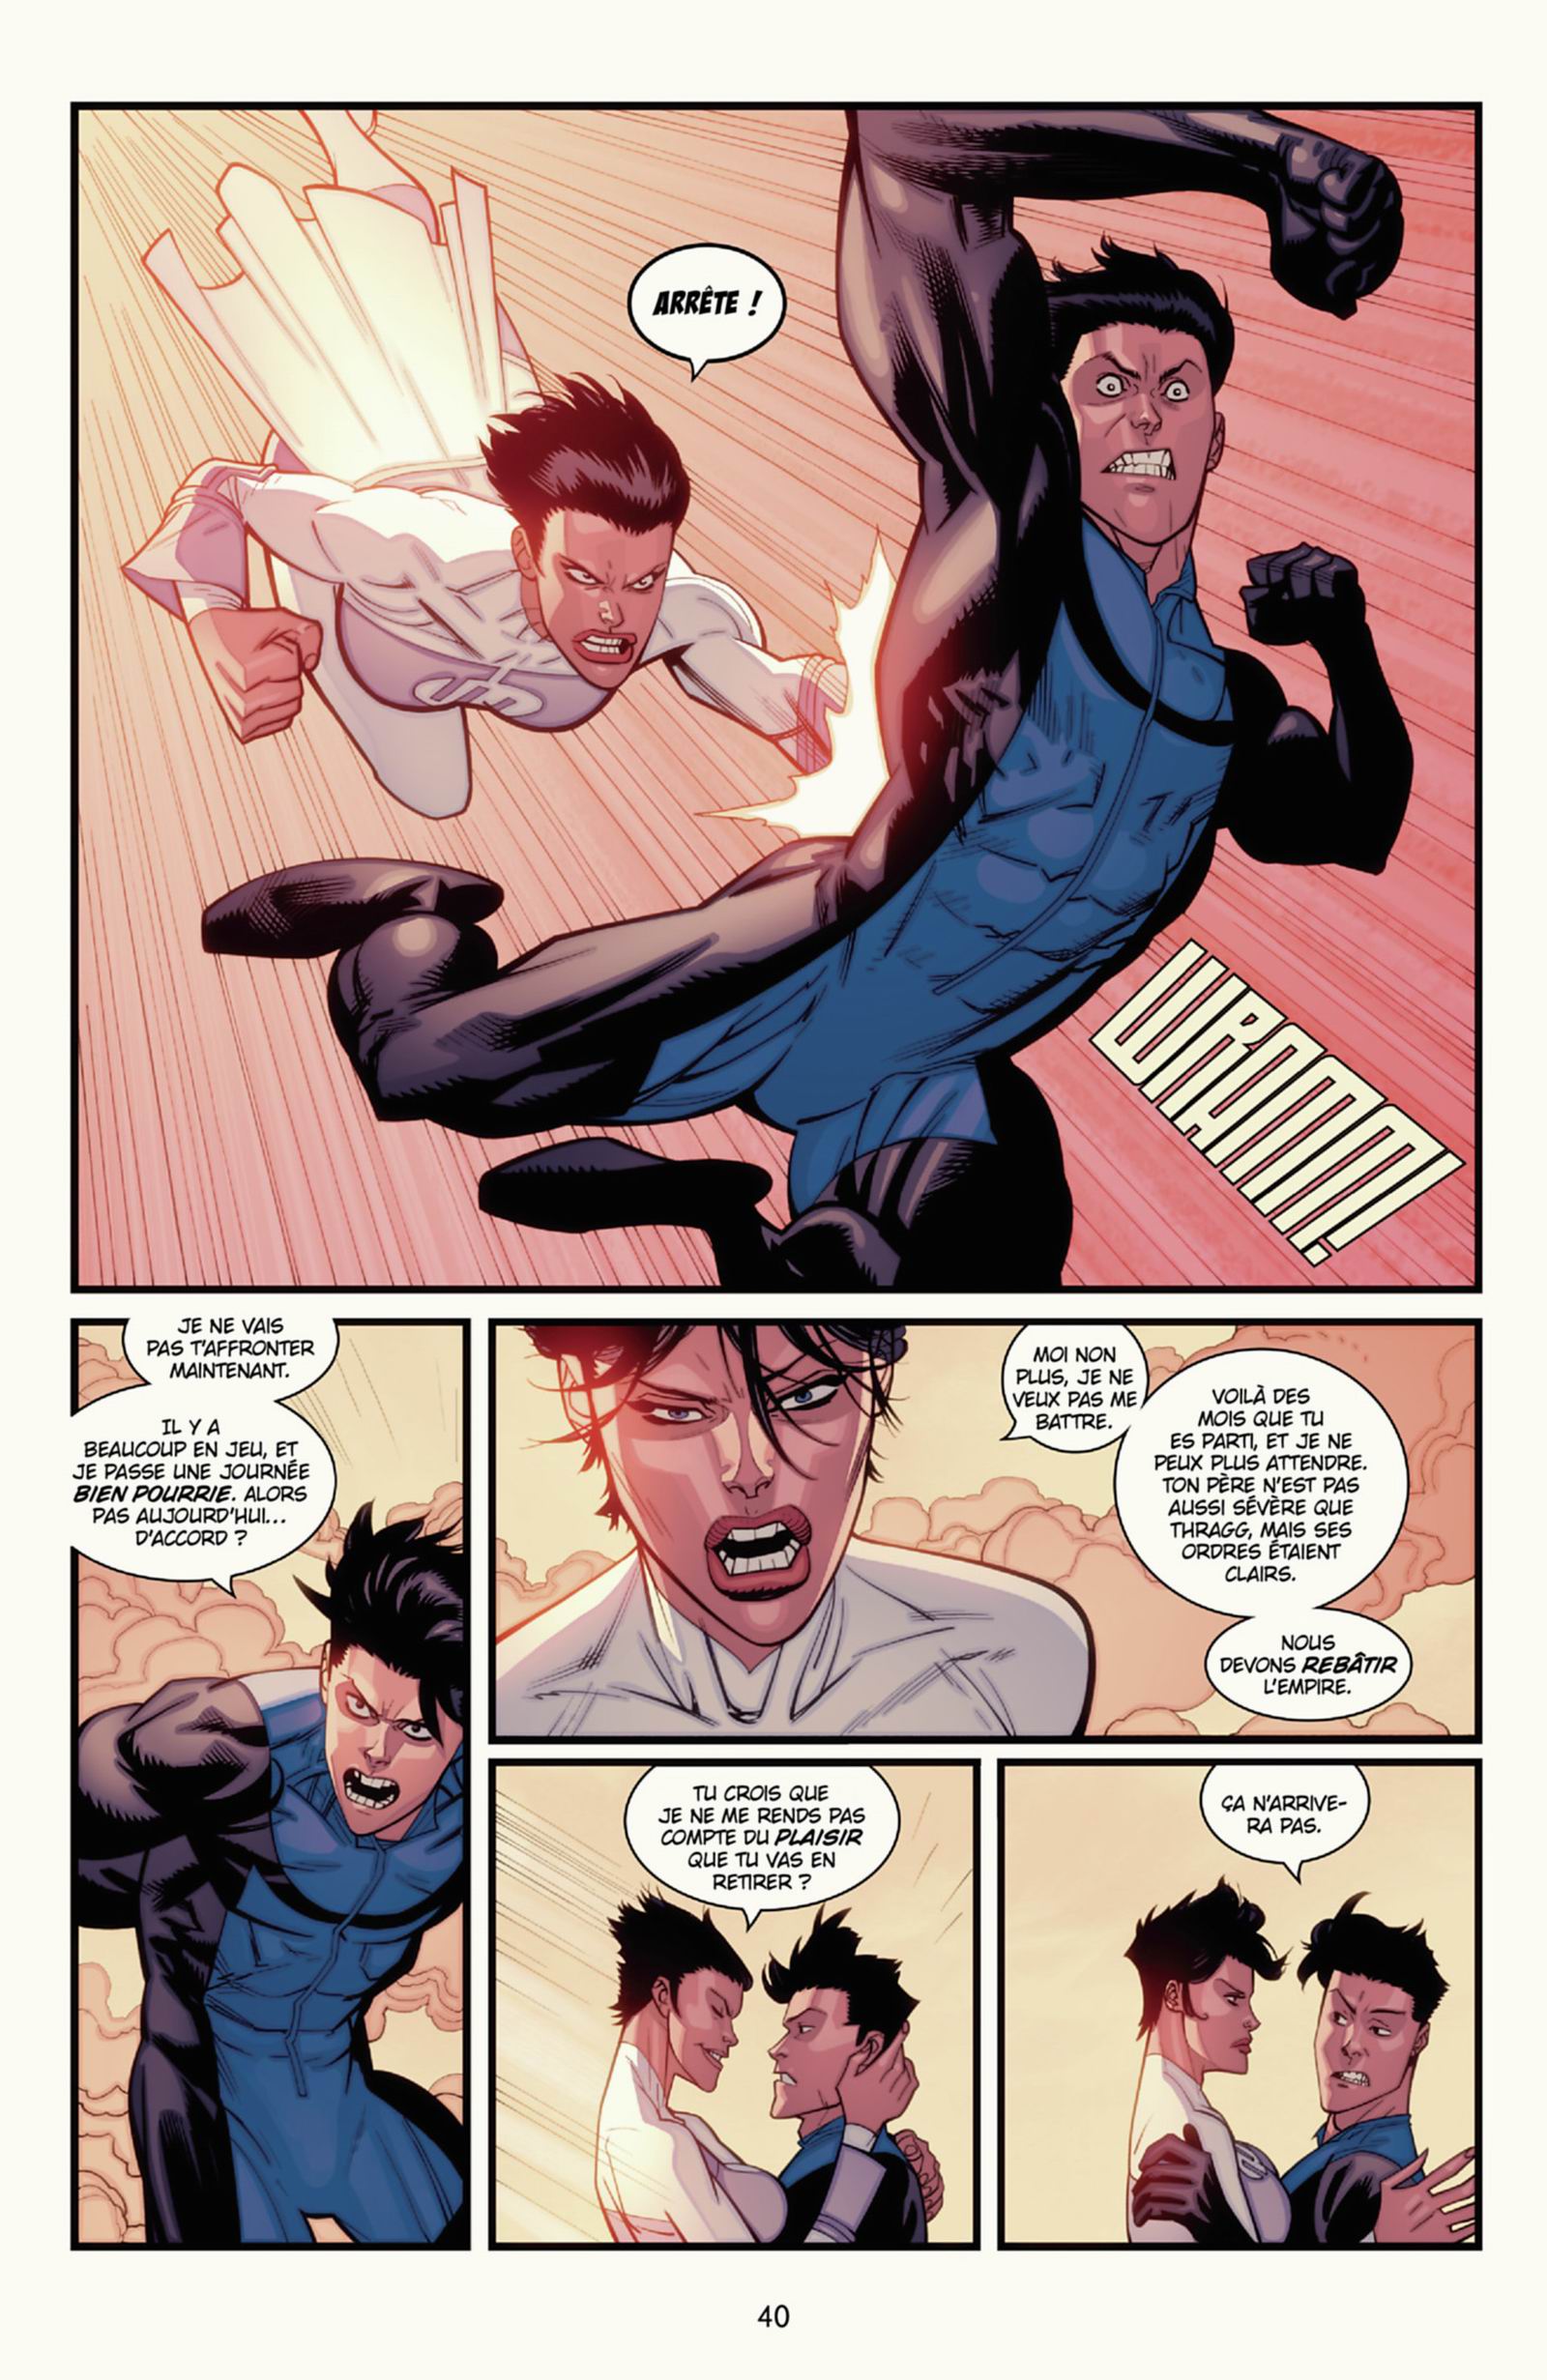 ARRÊTE !
WRAMM!
JE NE VAIS
PAS T'AFFRONTER
MAINTENANT.
IL Y A
BEAUCOUP EN JEU, ET
JE PASSE UNE JOURNÉE
BIEN POURRIE. ALORS
PAS AUJOURD'HUI...
D'ACCORD ?
MOI NON
PLUS, JE NE
VEUX PAS ME
BATTRE.
VOILÀ DES
MOIS QUE TU
ES PARTI, ET JE NE
PEUX PLUS ATTENDRE.
TON PÈRE N'EST PAS
AUSSI SÉVÈRE QUE
THRAGG, MAIS SES
ORDRES ÉTAIENT
CLAIRS.
NOUS
DEVONS REBÂTIR
L'EMPIRE.
TU CROIS QUE
JE NE ME RENDS PAS
COMPTE DU PLAISIR
QUE TU VAS EN
RETIRER ?
ÇA N'ARRIVE-
RA PAS.
40